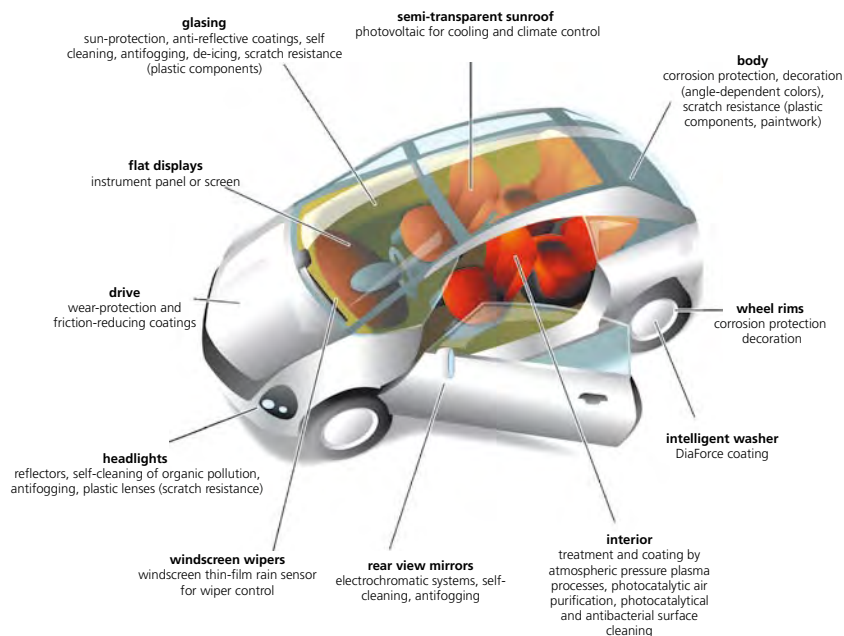 glasing
sun-protection, anti-reflective coatings, self
cleaning, antifogging, de-icing, scratch resistance
(plastic components)
semi-transparent sunroof
photovoltaic for cooling and climate control
body
corrosion protection, decoration
(angle-dependent colors),
scratch resistance (plastic
components, paintwork)
flat displays
instrument panel or screen
drive
wear-protection and
friction-reducing coatings
wheel rims
corrosion protection
decoration
intelligent washer
DiaForce coating
headlights
reflectors, self-cleaning of organic pollution,
antifogging, plastic lenses (scratch resistance)
windscreen wipers
windscreen thin-film rain sensor
for wiper control
rear view mirrors
electrochromatic systems, self-
cleaning, antifogging
interior
treatment and coating by
atmospheric pressure plasma
processes, photocatalytic air
purification, photocatalytical
and antibacterial surface
cleaning